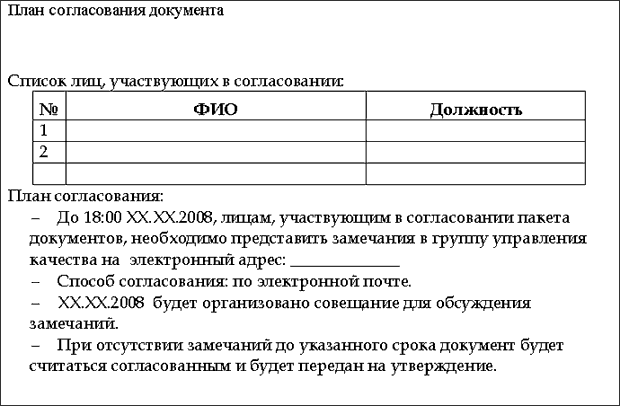 План согласования документа
Список лиц, участвующих в согласовании:
№ ФИО Должность
1
2
План согласования:
– До 18:00 XX.XX.2008, лицам, участвующим в согласовании пакета
документов, необходимо представить замечания в группу управления
качества на электронный адрес: _____________
– Способ согласования: по электронной почте.
– XX.XX.2008 будет организовано совещание для обсуждения
замечаний.
– При отсутствии замечаний до указанного срока документ будет
считаться согласованным и будет передан на утверждение.